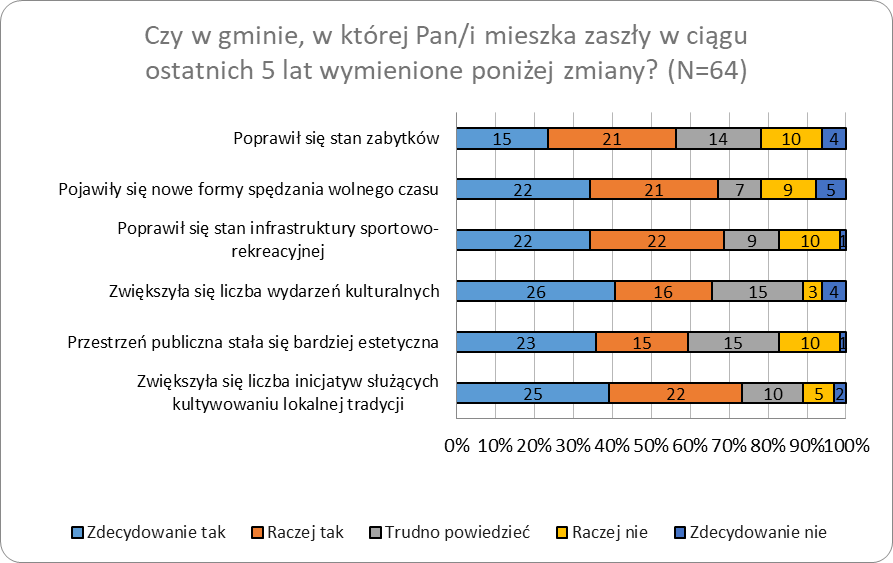 Czy w gminie, w której Pan/i mieszka zaszły w ciągu
ostatnich 5 lat wymienione poniżej zmiany? (N=64)
Poprawił się stan zabytków
15 21 14 10 4
Pojawiły się nowe formy spędzania wolnego czasu
22 21 7 9 5
Poprawił się stan infrastruktury sportowo-
rekreacyjnej
22 22 9 10 1
Zwiększyła się liczba wydarzeń kulturalnych
26 16 15 3 4
Przestrzeń publiczna stała się bardziej estetyczna
23 15 15 10 1
Zwiększyła się liczba inicjatyw służących
kultywowaniu lokalnej tradycji
25 22 10 5 2
0% 10% 20% 30% 40% 50% 60% 70% 80% 90% 100%
Zdecydowanie tak Raczej tak Trudno powiedzieć Raczej nie Zdecydowanie nie